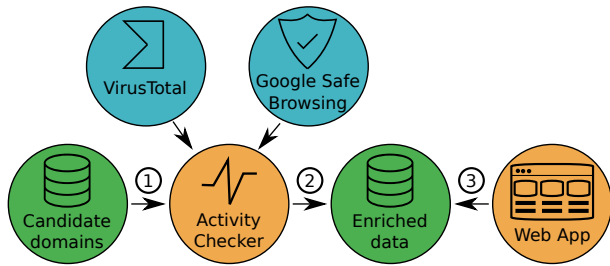 VirusTotal
Google Safe
Browsing
1
2
3
Candidate
domains
Activity
Checker
Enriched
data
Web App